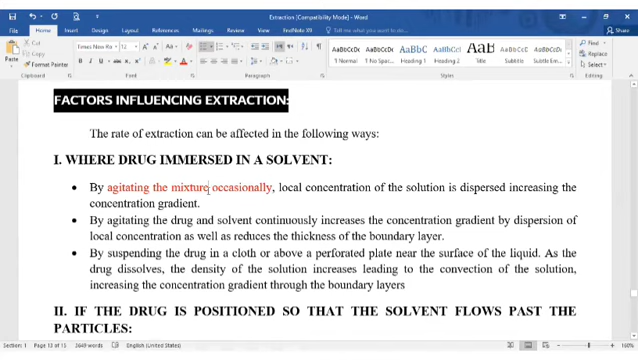 Extraction [Compatibility Mode] - Word
File Home Insert Design Layout References Mailings Review View EndNote X9 Tell me what you want to do... Share
Cut
Copy
Format Painter
Paste
Times New Ro 12
AaBbCcDc AaBbCcDc AaBbC AaBbCcl AaB AaBbCcD AaBbCcDc
¶ Normal ¶ No Spac... Heading 1 Heading 2 Title Subtitle Subtle Em...
Find
Replace
Select
Clipboard Font Paragraph Styles Editing
FACTORS INFLUENCING EXTRACTION:
The rate of extraction can be affected in the following ways:
I. WHERE DRUG IMMERSED IN A SOLVENT:
• By agitating the mixture occasionally, local concentration of the solution is dispersed increasing the
concentration gradient.
• By agitating the drug and solvent continuously increases the concentration gradient by dispersion of
local concentration as well as reduces the thickness of the boundary layer.
• By suspending the drug in a cloth or above a perforated plate near the surface of the liquid. As the
drug dissolves, the density of the solution increases leading to the convection of the solution,
increasing the concentration gradient through the boundary layers
II. IF THE DRUG IS POSITIONED SO THAT THE SOLVENT FLOWS PAST THE
PARTICLES:
Section: 1 Page 13 of 15 3649 words English (United States) 160%